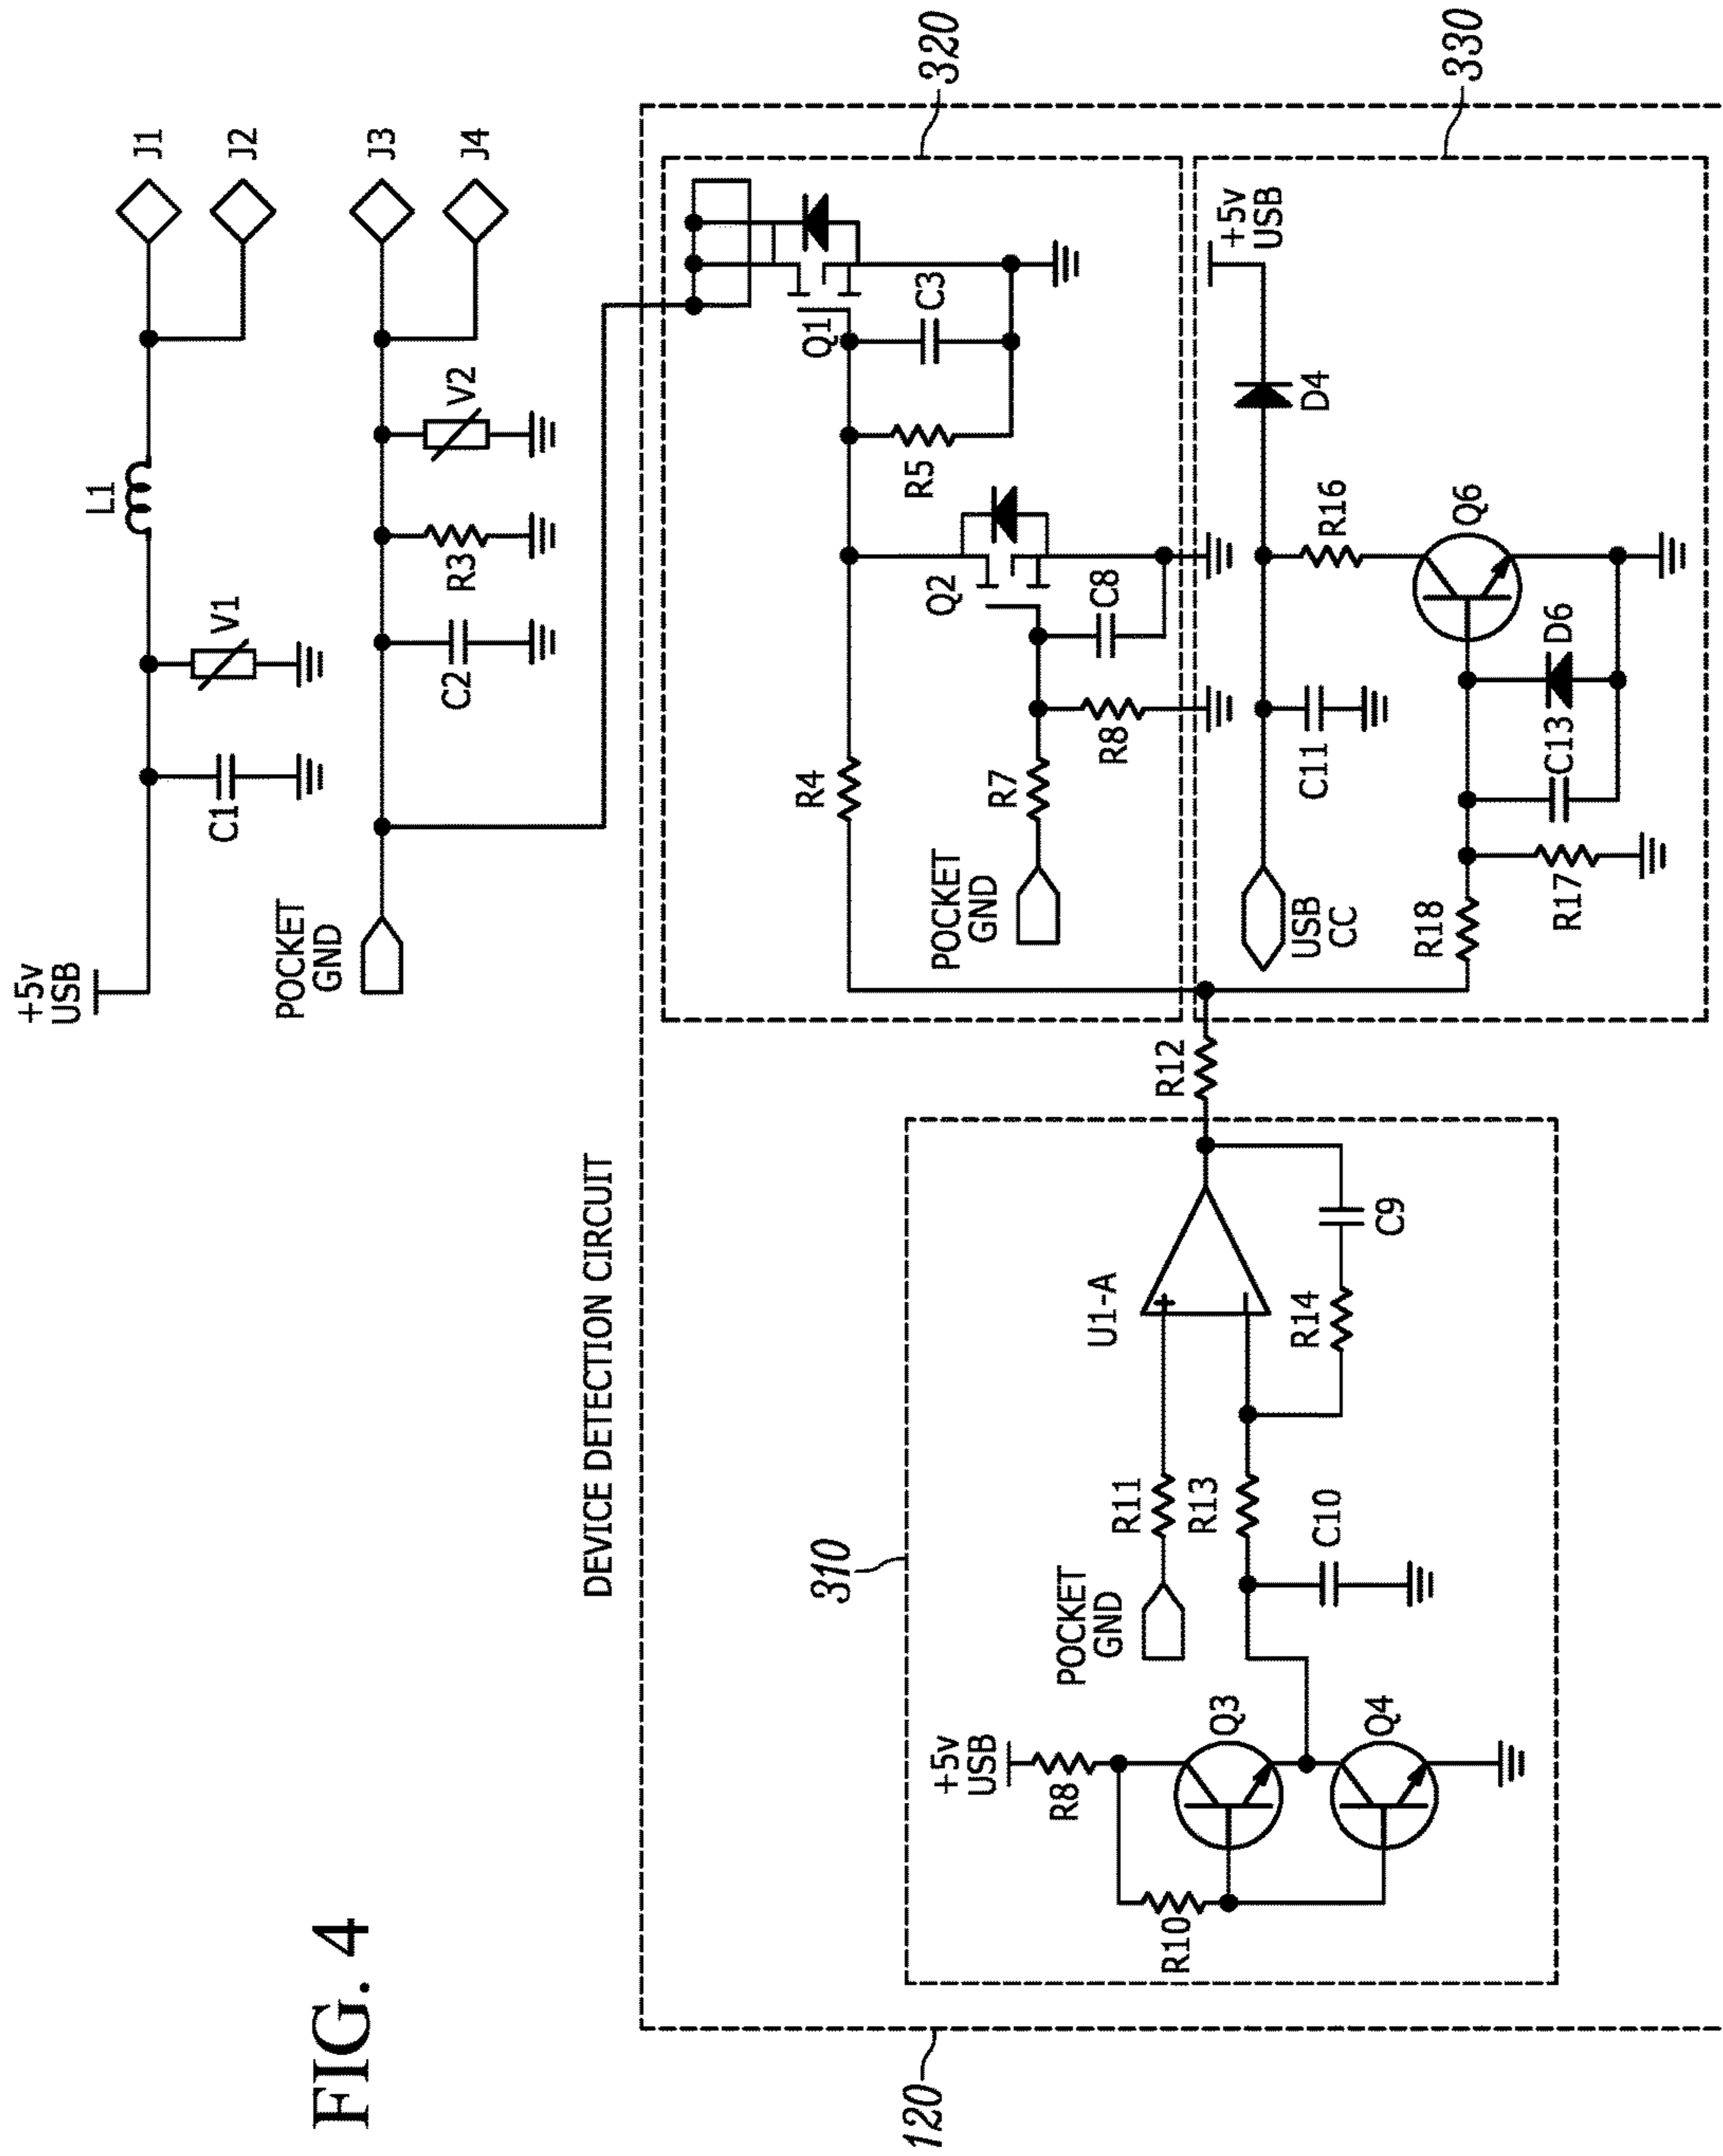 FIG. 4
+5v
USB
C1
V1
L1
J1
J2
POCKET
GND
C2
R3
V2
J3
J4
DEVICE DETECTION CIRCUIT
120
310
320
330
R4
R5
C3
Q1
Q2
POCKET
GND
R7
R8
C8
+5v
USB
R8
R10
Q3
Q4
POCKET
GND
R11
R13
C10
U1-A
R14
C9
R12
USB
CC
C11
D4
+5v
USB
R16
Q6
R18
R17
C13
D6